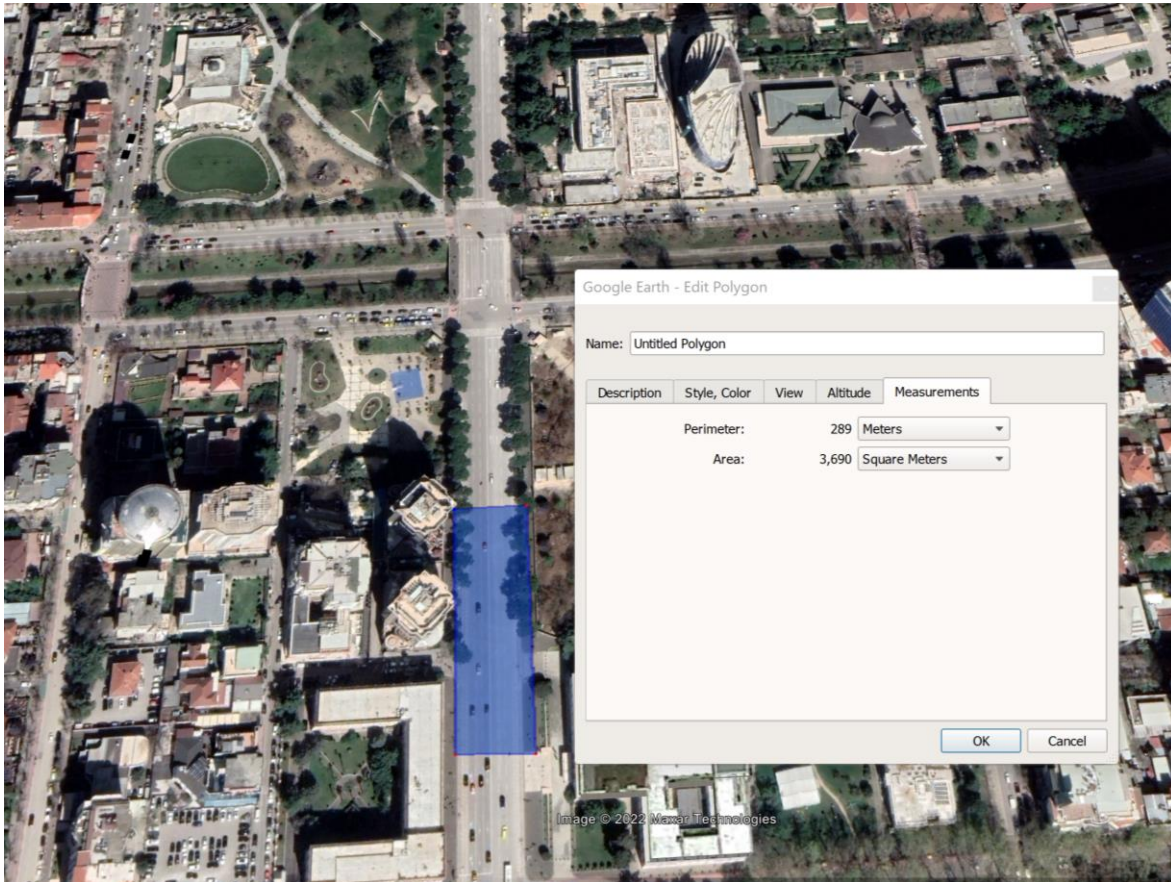 Google Earth - Edit Polygon
Name: Untitled Polygon
Description Style, Color View Altitude Measurements
Perimeter: 289 Meters
Area: 3,690 Square Meters
OK Cancel
Image © 2022 Maxar Technologies